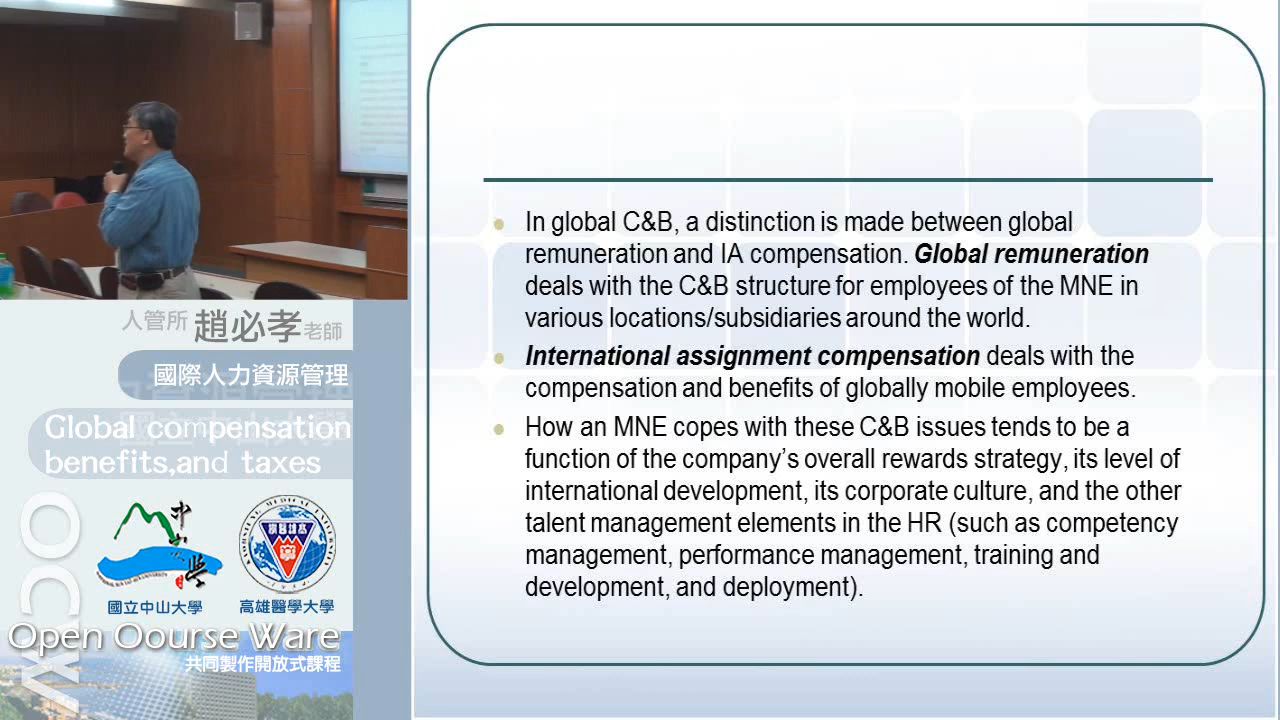 人管所 趙必孝老師
國際人力資源管理
Global compensation
benefits,and taxes
國立中山大學
高雄醫學大學
OCW
Open Oourse Ware
共同製作開放式課程
In global C&B, a distinction is made between global
remuneration and IA compensation. Global remuneration
deals with the C&B structure for employees of the MNE in
various locations/subsidiaries around the world.
International assignment compensation deals with the
compensation and benefits of globally mobile employees.
How an MNE copes with these C&B issues tends to be a
function of the company's overall rewards strategy, its level of
international development, its corporate culture, and the other
talent management elements in the HR (such as competency
management, performance management, training and
development, and deployment).